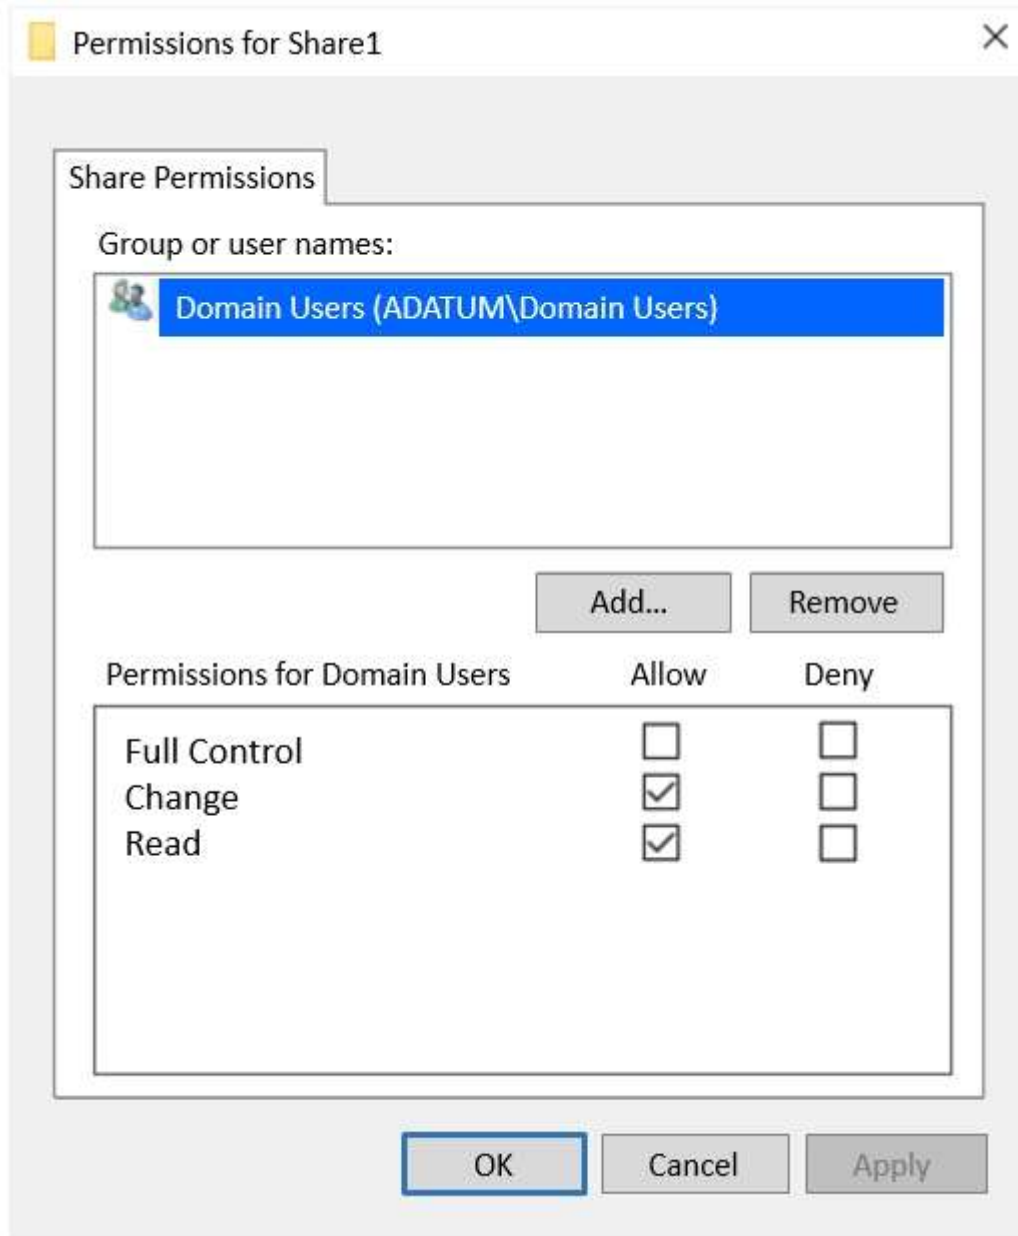 Permissions for Share1
Share Permissions
Group or user names:
Domain Users (ADATUM\Domain Users)
Add... Remove
Permissions for Domain Users Allow Deny
Full Control
Change
Read
OK Cancel Apply